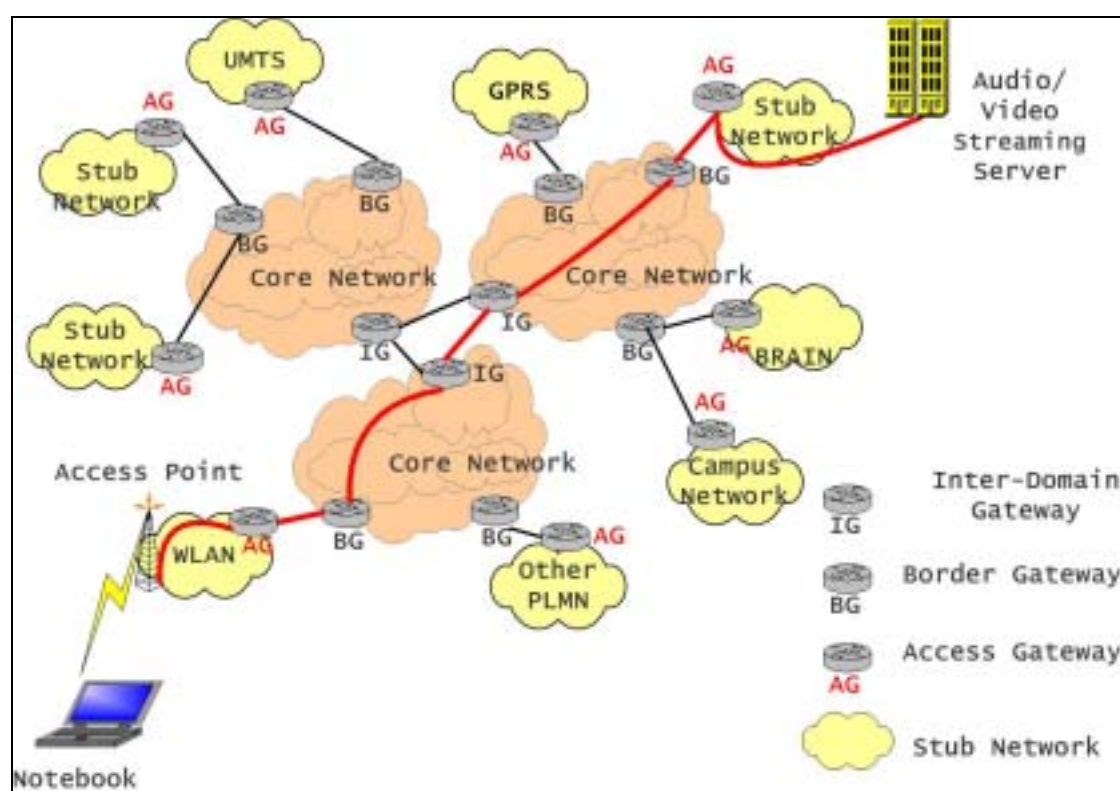 UMTS
AG
AG
Stub
Network
BG
BG
Core Network
Stub
Network
AG
IG
GPRS
AG
BG
AG
Stub
Network
BG
Core Network
IG
Audio/
Video
Streaming
Server
BG
AG
BRAIN
AG
Campus
Network
IG
Core Network
Access Point
WLAN
AG
BG
BG
AG
Other
PLMN
Notebook
Inter-Domain
Gateway
IG
Border Gateway
BG
Access Gateway
AG
Stub Network